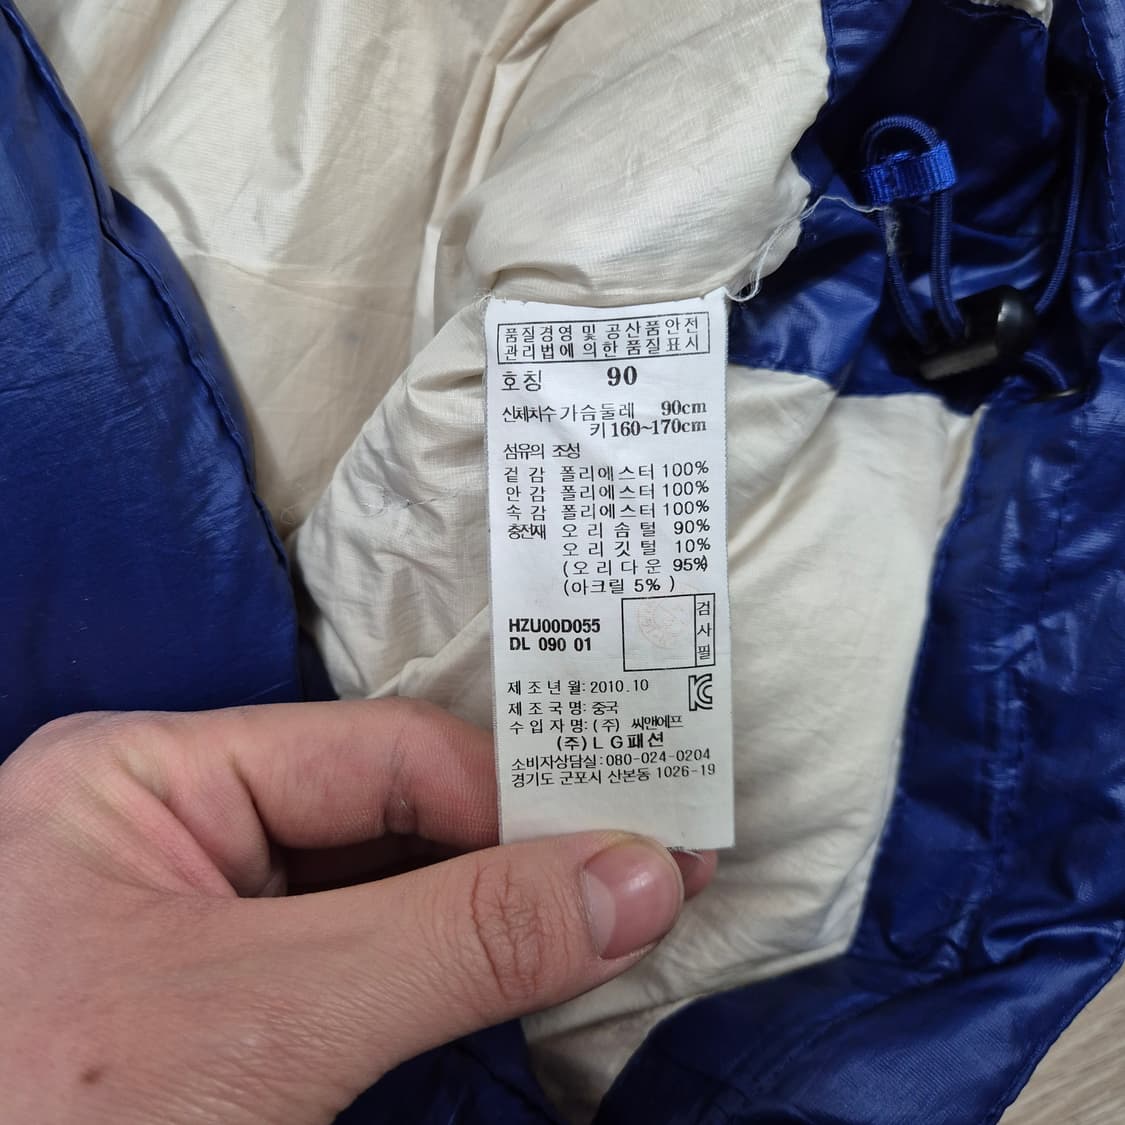 품질경영 및 공산품안전
관리법에 의한 품질표시
호칭 90
신체치수 가슴둘레 90cm
키 160~170cm
섬유의 조성
겉감 폴리에스터 100%
안감 폴리에스터 100%
속감 폴리에스터 100%
충전재 오리솜털 90%
오리깃털 10%
(오리다운 95%
(아크릴 5% )
HZU00D055
DL 090 01
검사필
제조년월: 2010.10
제조국명: 중국
수입자명: (주) 씨앤에프
(주) LG패션
소비자상담실: 080-024-0204
경기도 군포시 산본동 1026-19